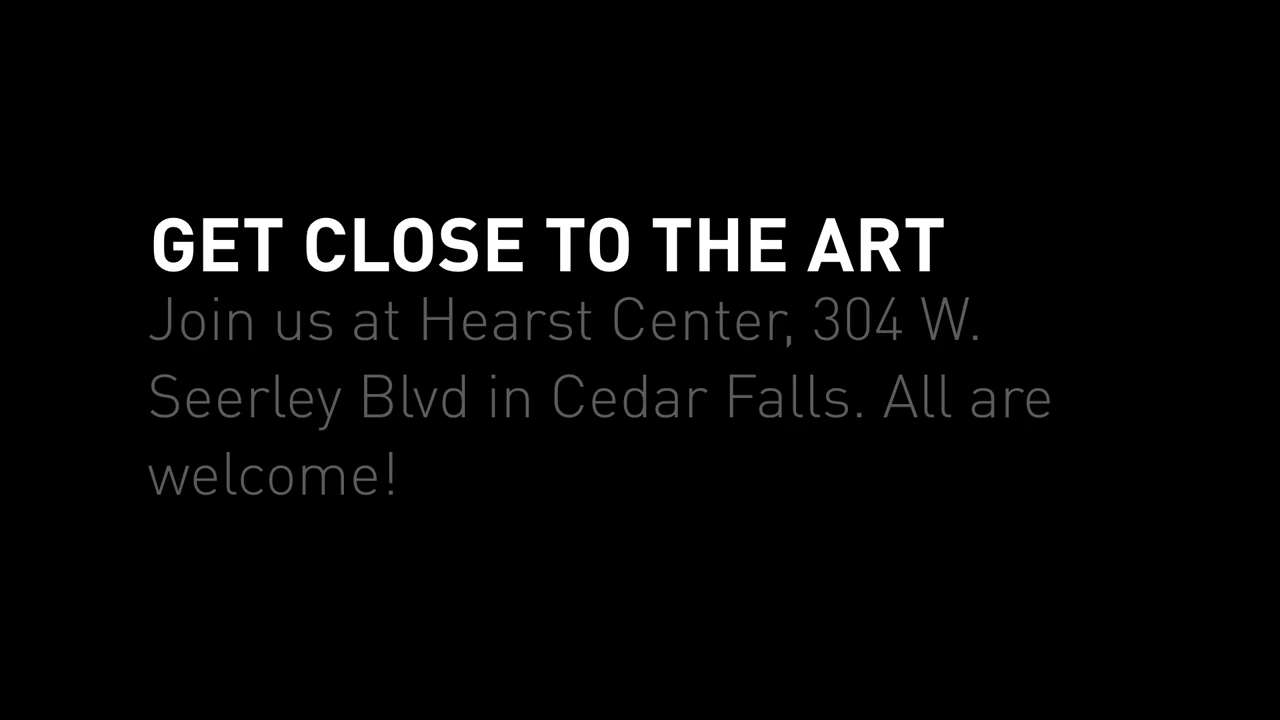 GET CLOSE TO THE ART
Join us at Hearst Center, 304 W.
Seerley Blvd in Cedar Falls. All are
welcome!